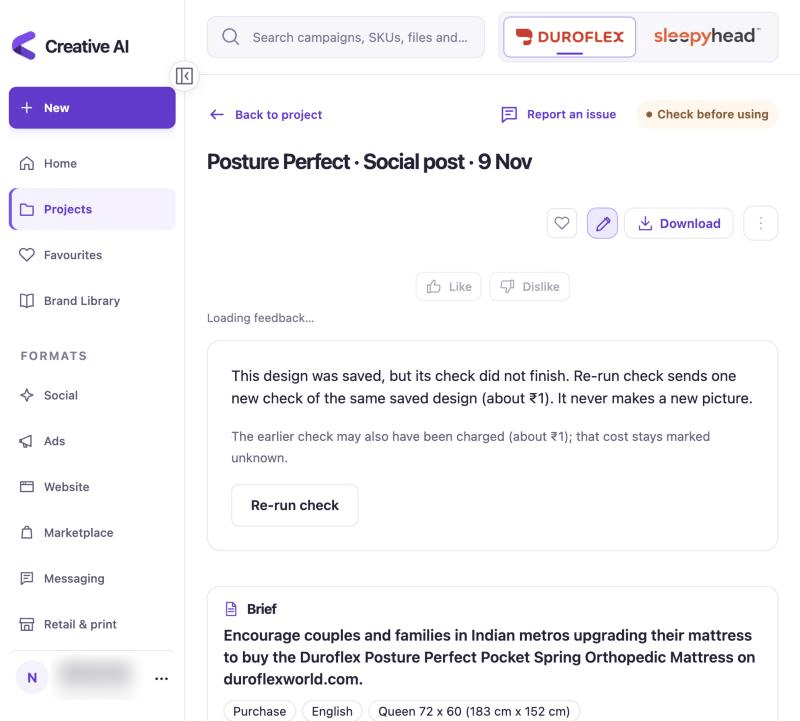 Creative AI
Search campaigns, SKUs, files and...
DUROFLEX
sleepyhead™
New
Home
Projects
Favourites
Brand Library
FORMATS
Social
Ads
Website
Marketplace
Messaging
Retail & print
N
Back to project
Report an issue
Check before using
Posture Perfect · Social post · 9 Nov
Download
Like
Dislike
Loading feedback...
This design was saved, but its check did not finish. Re-run check sends one
new check of the same saved design (about ₹1). It never makes a new picture.
The earlier check may also have been charged (about ₹1); that cost stays marked
unknown.
Re-run check
Brief
Encourage couples and families in Indian metros upgrading their mattress
to buy the Duroflex Posture Perfect Pocket Spring Orthopedic Mattress on
duroflexworld.com.
Purchase
English
Queen 72 x 60 (183 cm x 152 cm)